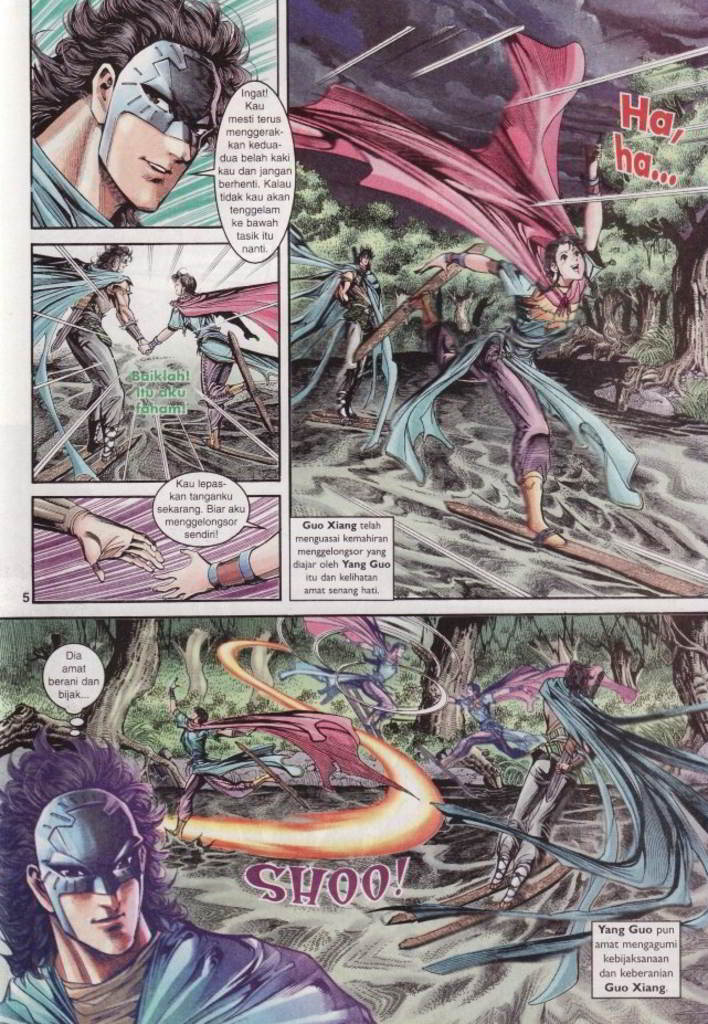 Ingat!
Kau
mesti terus
menggerak-
kan kedua-
dua belah kaki
kau dan jangan
berhenti. Kalau
tidak kau akan
tenggelam
ke bawah
tasik itu
nanti.
Ha,
ha...
Baiklah!
Itu aku
faham!
Kau lepas-
kan tanganku
sekarang. Biar aku
menggelongsor
sendiri!
Guo Xiang telah
menguasai kemahiran
menggelongsor yang
diajar oleh Yang Guo
itu dan kelihatan
amat senang hati.
5
Dia
amat
berani dan
bijak...
SHOO!
Yang Guo pun
amat mengagumi
kebijaksanaan
dan keberanian
Guo Xiang.